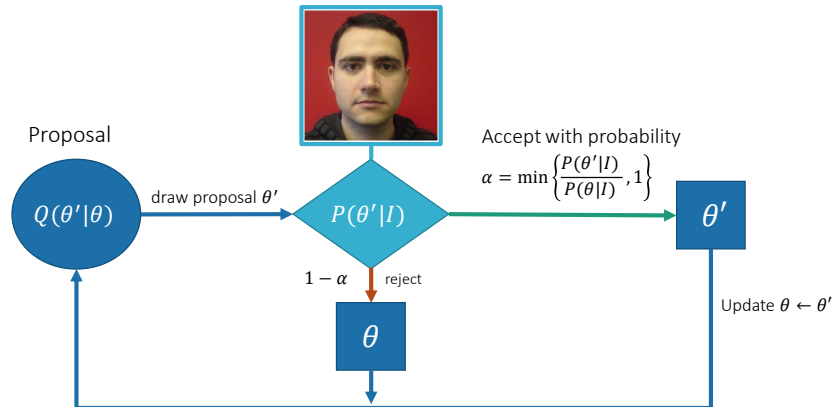 Proposal
Q(θ′|θ)
draw proposal θ′
P(θ′|I)
Accept with probability
α = min{P(θ′|I)/P(θ|I), 1}
θ′
1 − α
reject
θ
Update θ ← θ′